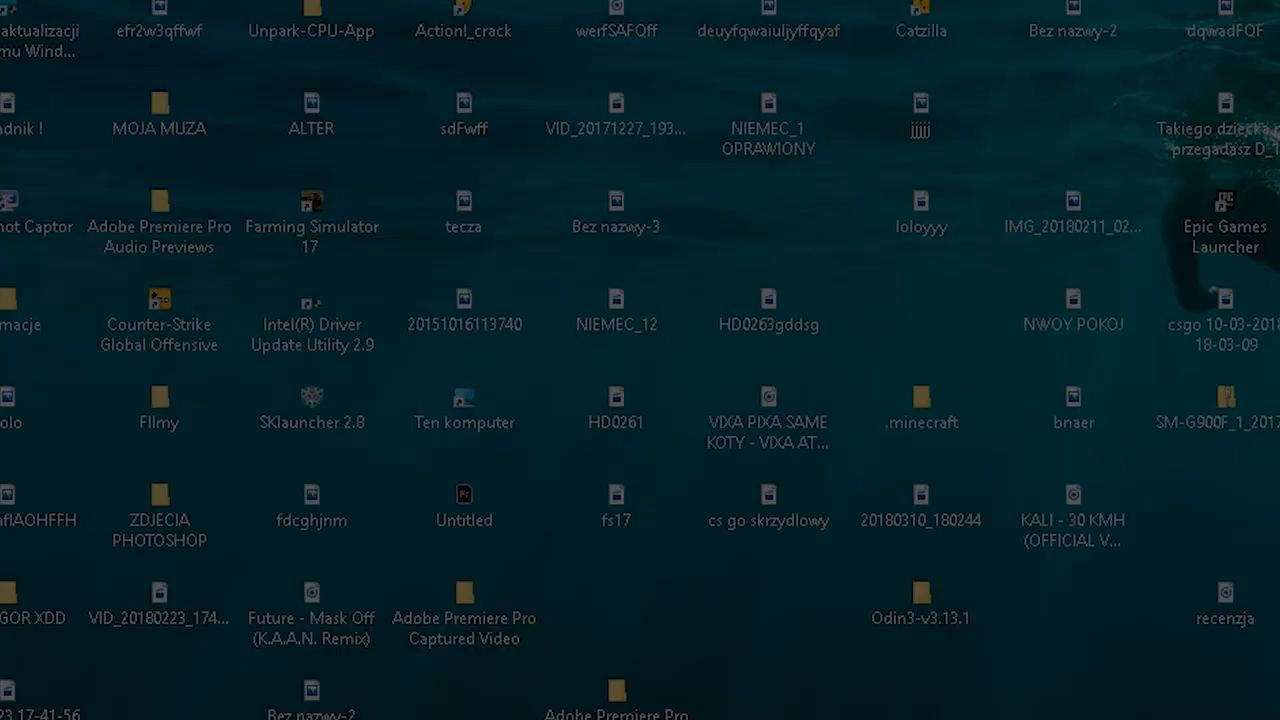 aktualizacji
mu Wind...
efr2w3qffwf
Unpark-CPU-App
Action!_crack
werfSAFQff
deuyfqwaiuljyffqyaf
Catzilla
Bez nazwy-2
dqwadFQF
adnik !
MOJA MUZA
ALTER
sdFwff
VID_20171227_193...
NIEMEC_1
OPRAWIONY
jjjjj
Takiego dziecka
przegadasz D_1
not Captor
Adobe Premiere Pro
Audio Previews
Farming Simulator
17
tecza
Bez nazwy-3
loloyyy
IMG_20180211_02...
Epic Games
Launcher
macje
Counter-Strike
Global Offensive
Intel(R) Driver
Update Utility 2.9
20151016113740
NIEMEC_12
HD0263gddsg
NWOY POKOJ
csgo 10-03-2018
18-03-09
olo
FIlmy
SKlauncher 2.8
Ten komputer
HD0261
VIXA PIXA SAME
KOTY - VIXA AT...
.minecraft
bnaer
SM-G900F_1_2017
nfIAOHFFH
ZDJECIA
PHOTOSHOP
fdcghjnm
Untitled
fs17
cs go skrzydlowy
20180310_180244
KALI - 30 KMH
(OFFICIAL V...
GOR XDD
VID_20180223_174...
Future - Mask Off
(K.A.A.N. Remix)
Adobe Premiere Pro
Captured Video
Odin3-v3.13.1
recenzja
23 17-41-56
Bez nazwy-2
Adobe Premiere Pro